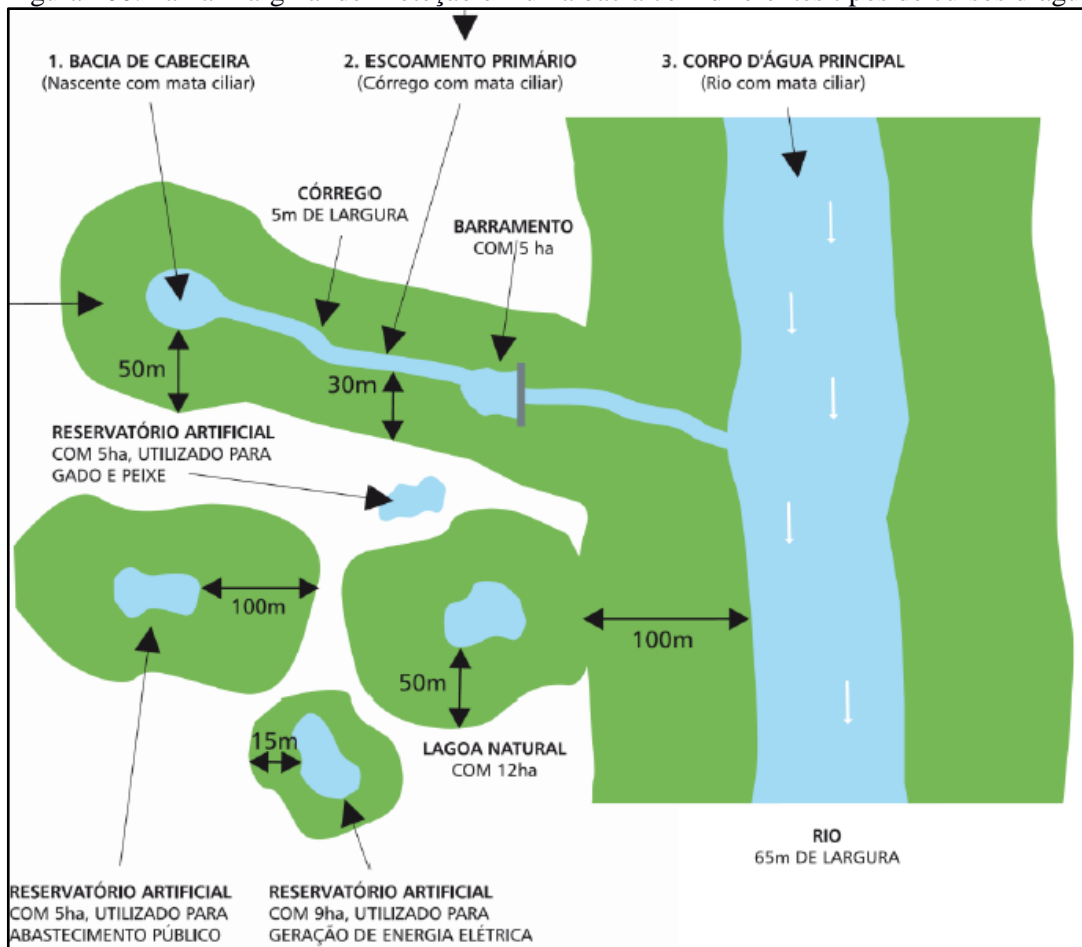 1. BACIA DE CABECEIRA
(Nascente com mata ciliar)
2. ESCOAMENTO PRIMÁRIO
(Córrego com mata ciliar)
3. CORPO D'ÁGUA PRINCIPAL
(Rio com mata ciliar)
CÓRREGO
5m DE LARGURA
BARRAMENTO
COM 5 ha
50m
30m
RESERVATÓRIO ARTIFICIAL
COM 5ha, UTILIZADO PARA
GADO E PEIXE
100m
100m
50m
15m
LAGOA NATURAL
COM 12ha
RIO
65m DE LARGURA
RESERVATÓRIO ARTIFICIAL
COM 5ha, UTILIZADO PARA
ABASTECIMENTO PÚBLICO
RESERVATÓRIO ARTIFICIAL
COM 9ha, UTILIZADO PARA
GERAÇÃO DE ENERGIA ELÉTRICA